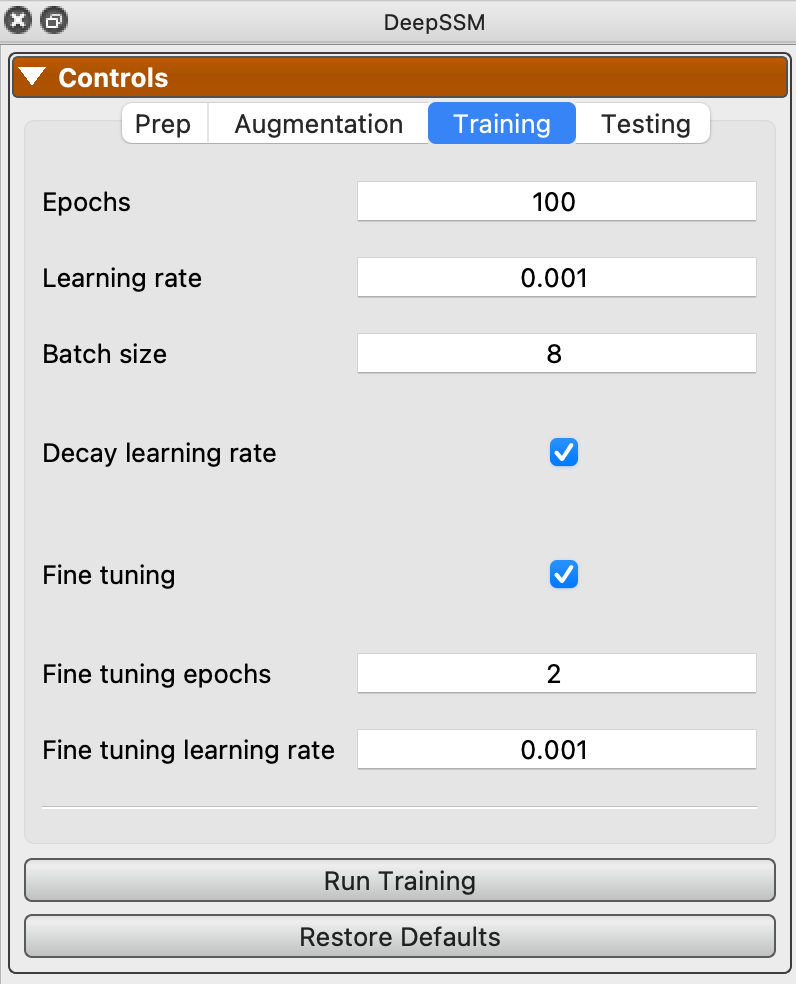 DeepSSM
Controls
Prep Augmentation Training Testing
Epochs 100
Learning rate 0.001
Batch size 8
Decay learning rate
Fine tuning
Fine tuning epochs 2
Fine tuning learning rate 0.001
Run Training
Restore Defaults